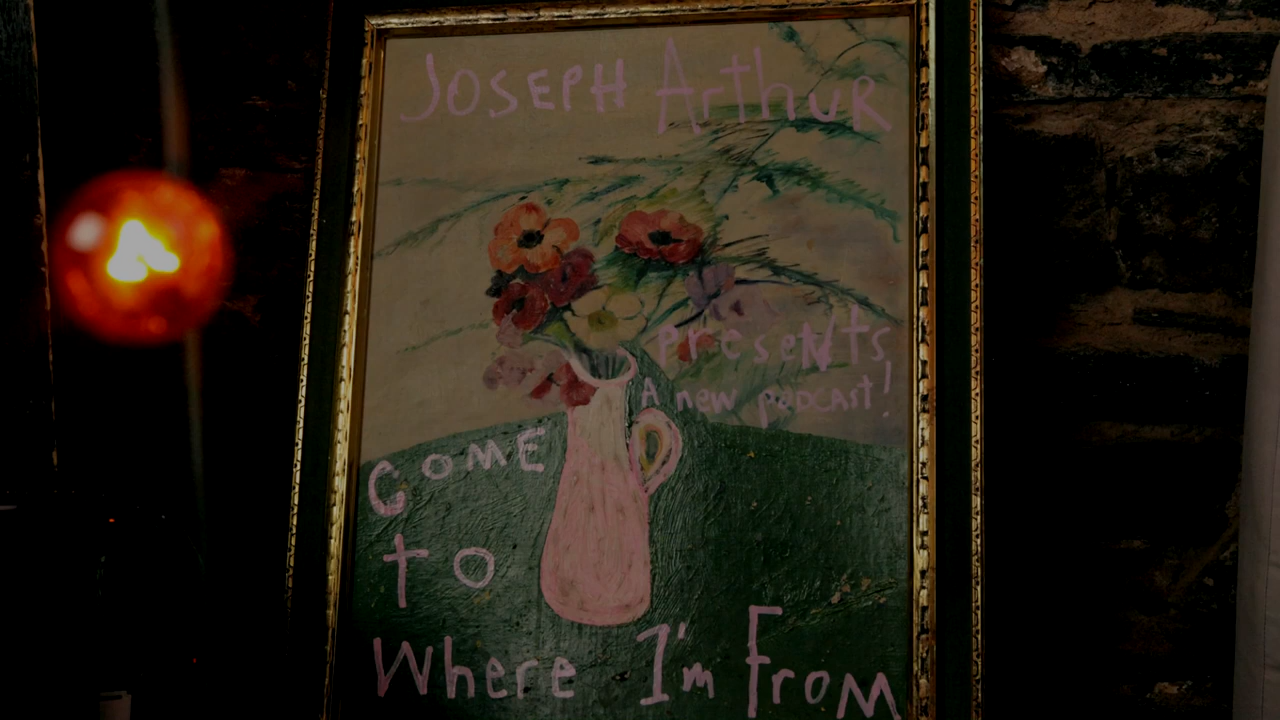 JOSEPH ArthUR
preseNts
A new podcast!
COME
to
Where I'm From